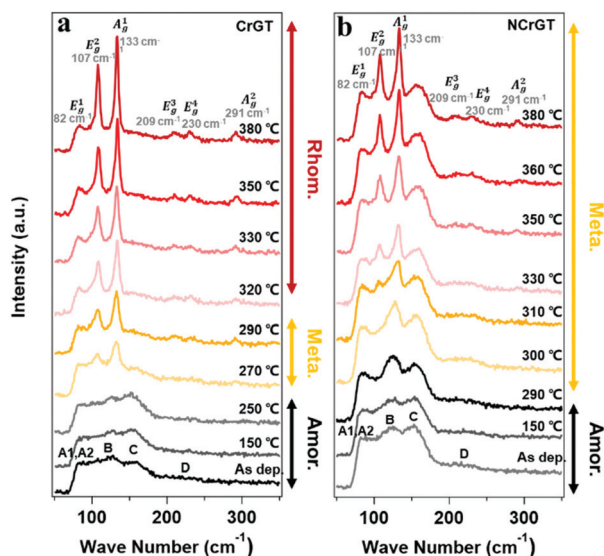 a CrGT
E_g^1 82 cm⁻¹
E_g^2 107 cm⁻¹
A_g^1 133 cm⁻
E_g^3 209 cm⁻¹
E_g^4 230 cm⁻¹
A_g^2 291 cm⁻¹
380 ℃
350 ℃
330 ℃
320 ℃
290 ℃
270 ℃
250 ℃
150 ℃
As dep.
A1 A2 B C D
Rhom.
Meta.
Amor.
100 200 300
Wave Number (cm⁻¹)
Intensity (a.u.)
b NCrGT
E_g^1 82 cm⁻¹
E_g^2 107 cm⁻¹
A_g^1 133 cm⁻
E_g^3 209 cm⁻¹
E_g^4 230 cm⁻¹
A_g^2 291 cm⁻¹
380 ℃
360 ℃
350 ℃
330 ℃
310 ℃
300 ℃
290 ℃
150 ℃
As dep.
A1 A2 B C D
Meta.
Amor.
100 200 300
Wave Number (cm⁻¹)